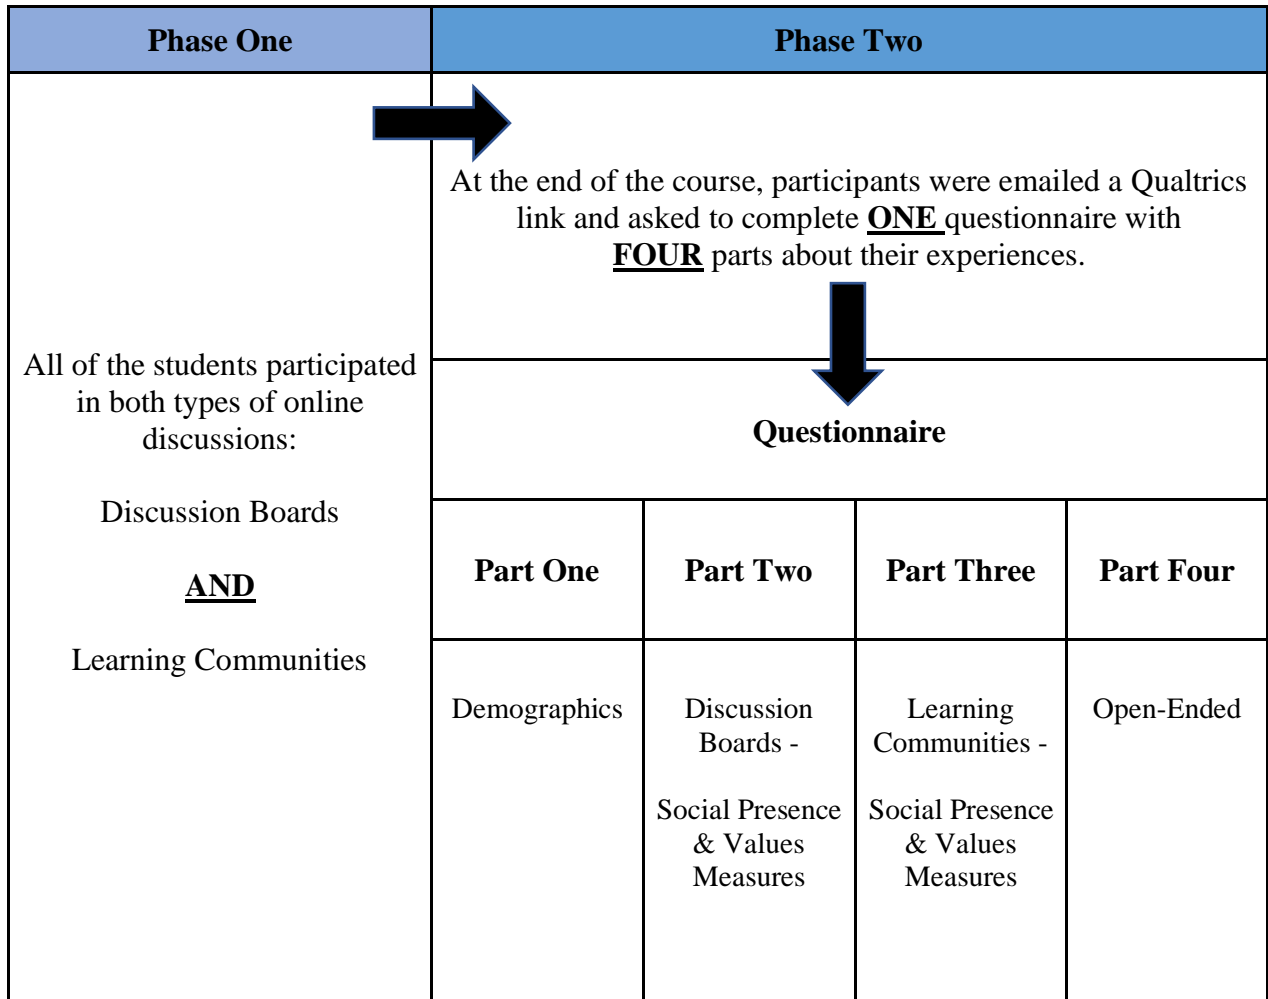 Phase One
Phase Two
All of the students participated
in both types of online
discussions:
Discussion Boards
AND
Learning Communities
At the end of the course, participants were emailed a Qualtrics
link and asked to complete ONE questionnaire with
FOUR parts about their experiences.
Questionnaire
Part One
Part Two
Part Three
Part Four
Demographics
Discussion
Boards -
Social Presence
& Values
Measures
Learning
Communities -
Social Presence
& Values
Measures
Open-Ended